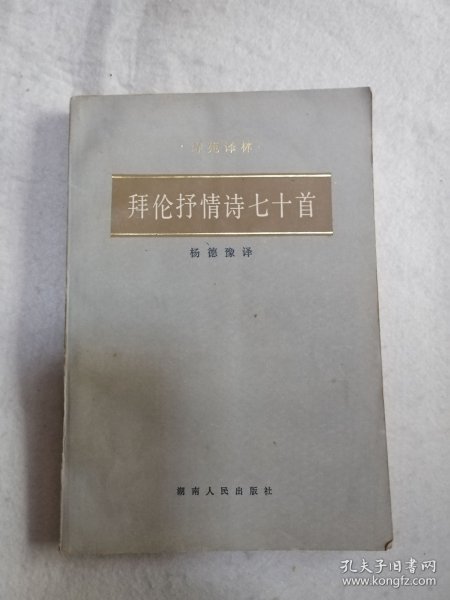 ·诗苑译林·
拜伦抒情诗七十首
杨德豫译
湖南人民出版社
孔夫子旧书网
www.kongfz.com